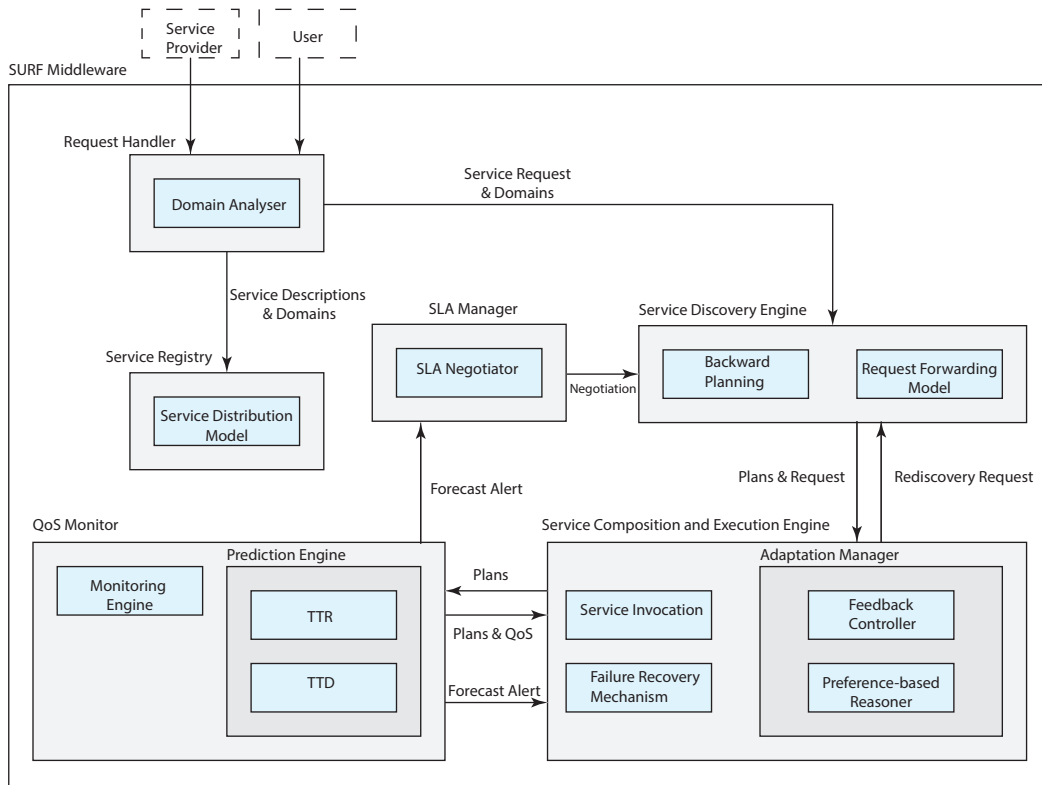 Service
Provider
User
SURF Middleware
Request Handler
Domain Analyser
Service Request
& Domains
Service Descriptions
& Domains
SLA Manager
SLA Negotiator
Negotiation
Service Discovery Engine
Backward
Planning
Request Forwarding
Model
Service Registry
Service Distribution
Model
Forecast Alert
Plans & Request
Rediscovery Request
QoS Monitor
Prediction Engine
Monitoring
Engine
TTR
TTD
Plans
Plans & QoS
Forecast Alert
Service Composition and Execution Engine
Adaptation Manager
Service Invocation
Feedback
Controller
Failure Recovery
Mechanism
Preference-based
Reasoner